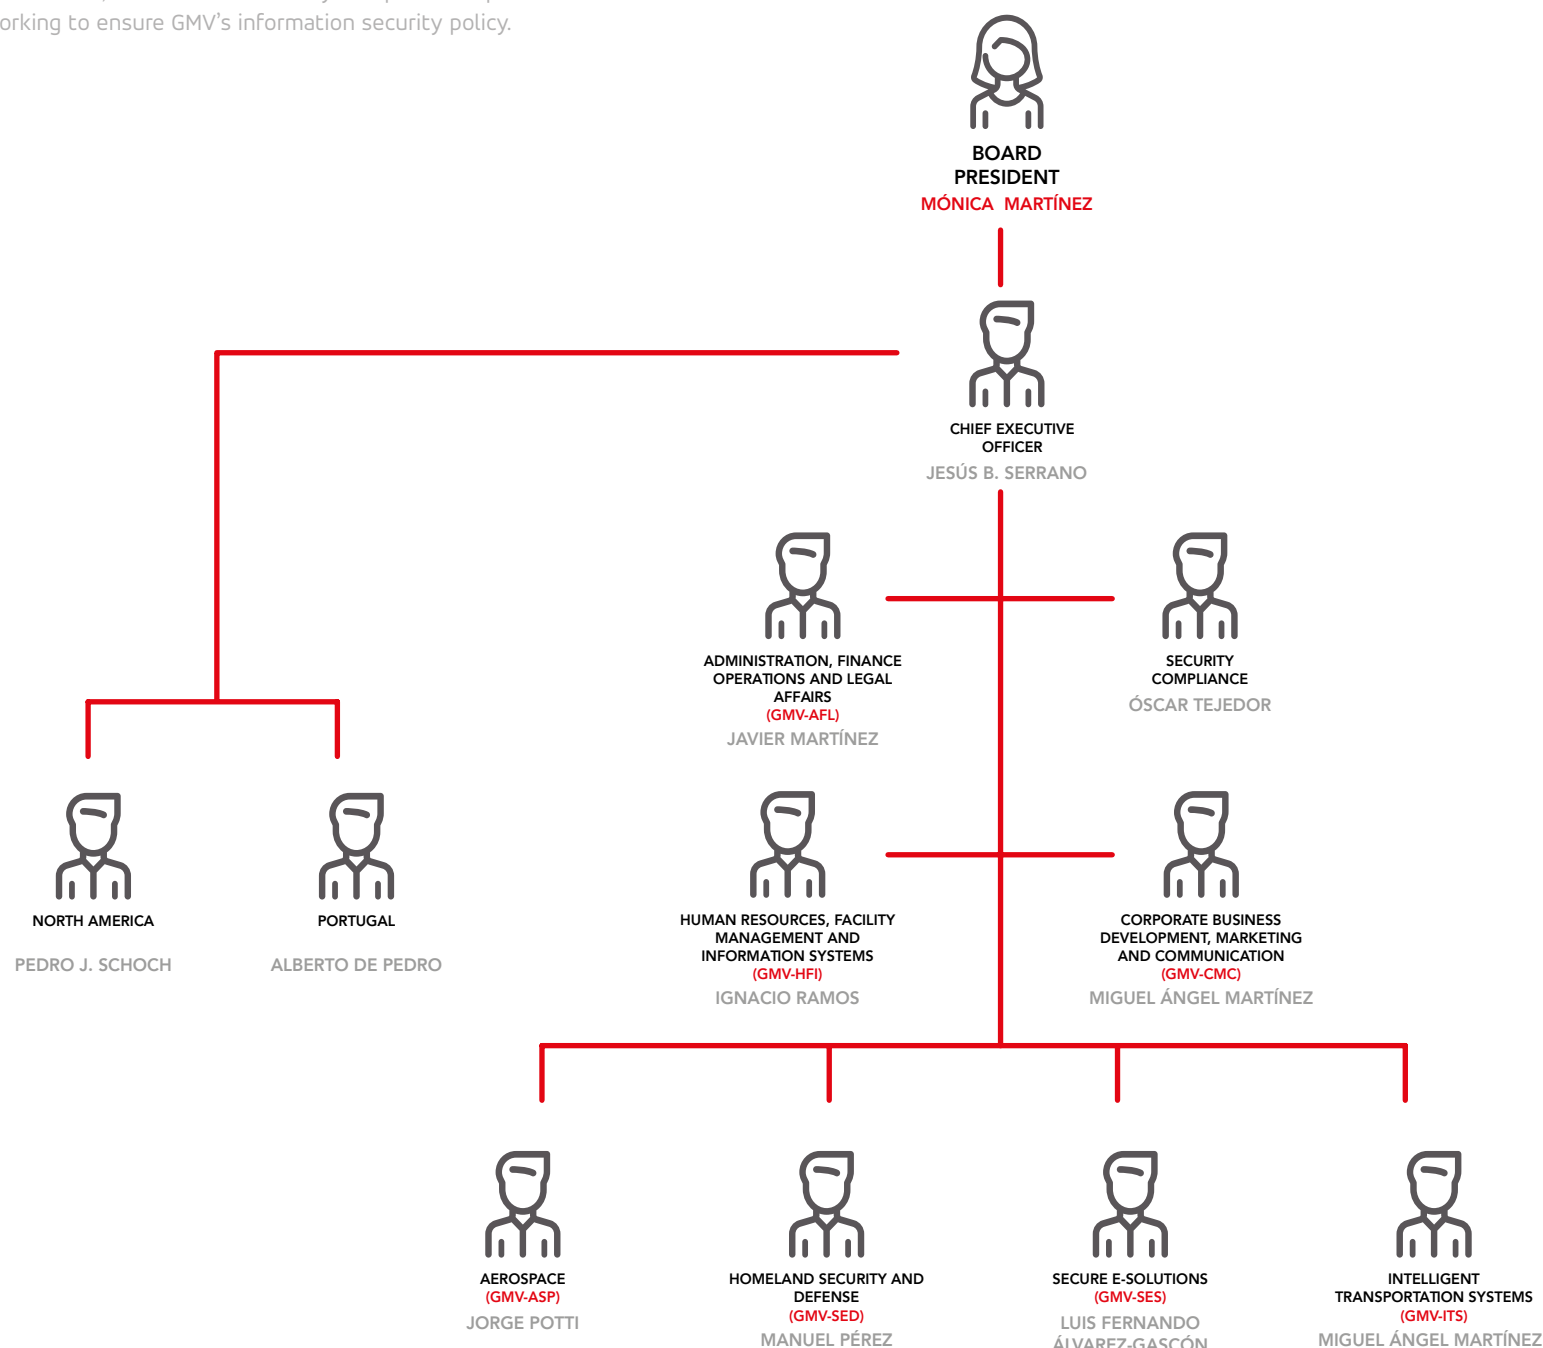 orking to ensure GMV's information security policy.
BOARD
PRESIDENT
MÓNICA MARTÍNEZ
CHIEF EXECUTIVE
OFFICER
JESÚS B. SERRANO
ADMINISTRATION, FINANCE
OPERATIONS AND LEGAL
AFFAIRS
(GMV-AFL)
JAVIER MARTÍNEZ
SECURITY
COMPLIANCE
ÓSCAR TEJEDOR
NORTH AMERICA
PEDRO J. SCHOCH
PORTUGAL
ALBERTO DE PEDRO
HUMAN RESOURCES, FACILITY
MANAGEMENT AND
INFORMATION SYSTEMS
(GMV-HFI)
IGNACIO RAMOS
CORPORATE BUSINESS
DEVELOPMENT, MARKETING
AND COMMUNICATION
(GMV-CMC)
MIGUEL ÁNGEL MARTÍNEZ
AEROSPACE
(GMV-ASP)
JORGE POTTI
HOMELAND SECURITY AND
DEFENSE
(GMV-SED)
MANUEL PÉREZ
SECURE E-SOLUTIONS
(GMV-SES)
LUIS FERNANDO
ÁLVAREZ-GASCÓN
INTELLIGENT
TRANSPORTATION SYSTEMS
(GMV-ITS)
MIGUEL ÁNGEL MARTÍNEZ